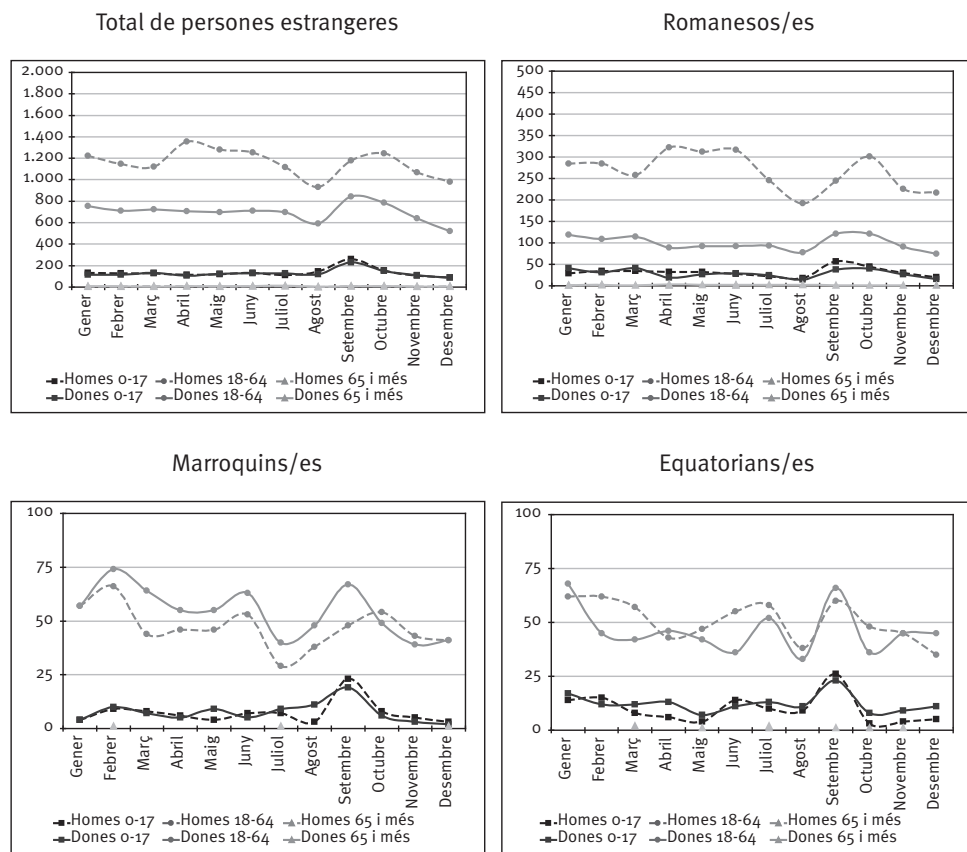 Total de persones estrangeres
2.000
1.800
1.600
1.400
1.200
1.000
800
600
400
200
0
Gener
Febrer
Març
Abril
Maig
Juny
Juliol
Agost
Setembre
Octubre
Novembre
Desembre
Homes 0-17 Homes 18-64 Homes 65 i més
Dones 0-17 Dones 18-64 Dones 65 i més
Romanesos/es
500
450
400
350
300
250
200
150
100
50
0
Gener
Febrer
Març
Abril
Maig
Juny
Juliol
Agost
Setembre
Octubre
Novembre
Desembre
Homes 0-17 Homes 18-64 Homes 65 i més
Dones 0-17 Dones 18-64 Dones 65 i més
Marroquins/es
100
75
50
25
0
Gener
Febrer
Març
Abril
Maig
Juny
Juliol
Agost
Setembre
Octubre
Novembre
Desembre
Homes 0-17 Homes 18-64 Homes 65 i més
Dones 0-17 Dones 18-64 Dones 65 i més
Equatorians/es
100
75
50
25
0
Gener
Febrer
Març
Abril
Maig
Juny
Juliol
Agost
Setembre
Octubre
Novembre
Desembre
Homes 0-17 Homes 18-64 Homes 65 i més
Dones 0-17 Dones 18-64 Dones 65 i més